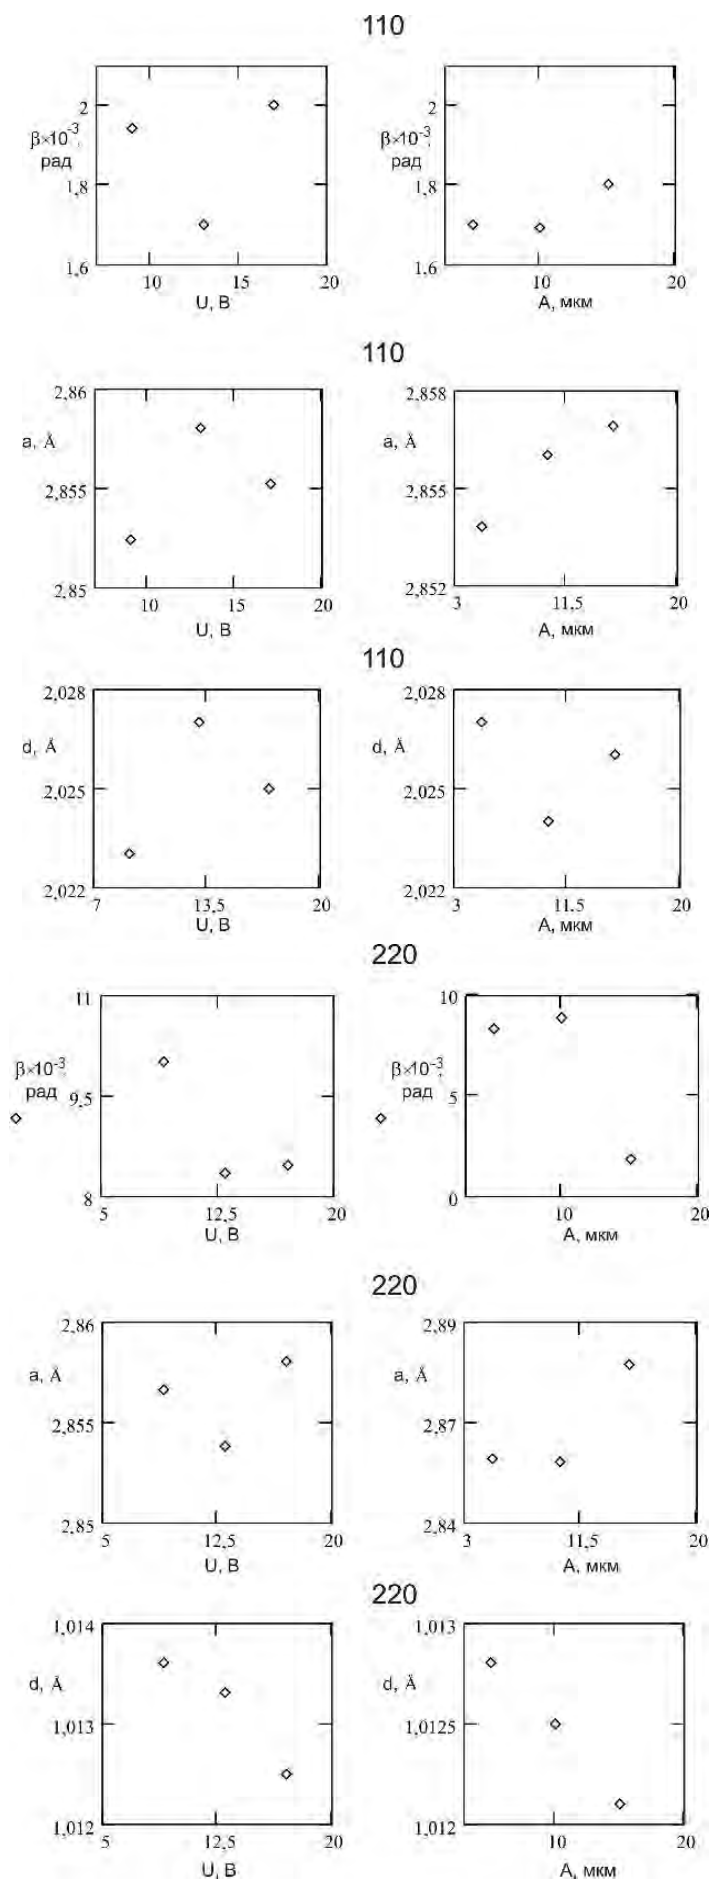 110
2
β×10⁻³,
рад
1,8
1,6
10
15
20
U, В
2
β×10⁻³,
рад
1,8
1,6
10
20
А, мкм
110
2,86
a, Å
2,855
2,85
10
15
20
U, В
2,858
a, Å
2,855
2,852
3
11,5
20
А, мкм
110
2,028
d, Å
2,025
2,022
7
13,5
20
U, В
2,028
d, Å
2,025
2,022
3
11,5
20
А, мкм
220
11
β×10⁻³,
рад
9,5
8
5
12,5
20
U, В
10
β×10⁻³,
рад
5
0
10
20
А, мкм
220
2,86
a, Å
2,855
2,85
5
12,5
20
U, В
2,89
a, Å
2,87
2,84
3
11,5
20
А, мкм
220
1,014
d, Å
1,013
1,012
5
12,5
20
U, В
1,013
d, Å
1,0125
1,012
10
20
А, мкм